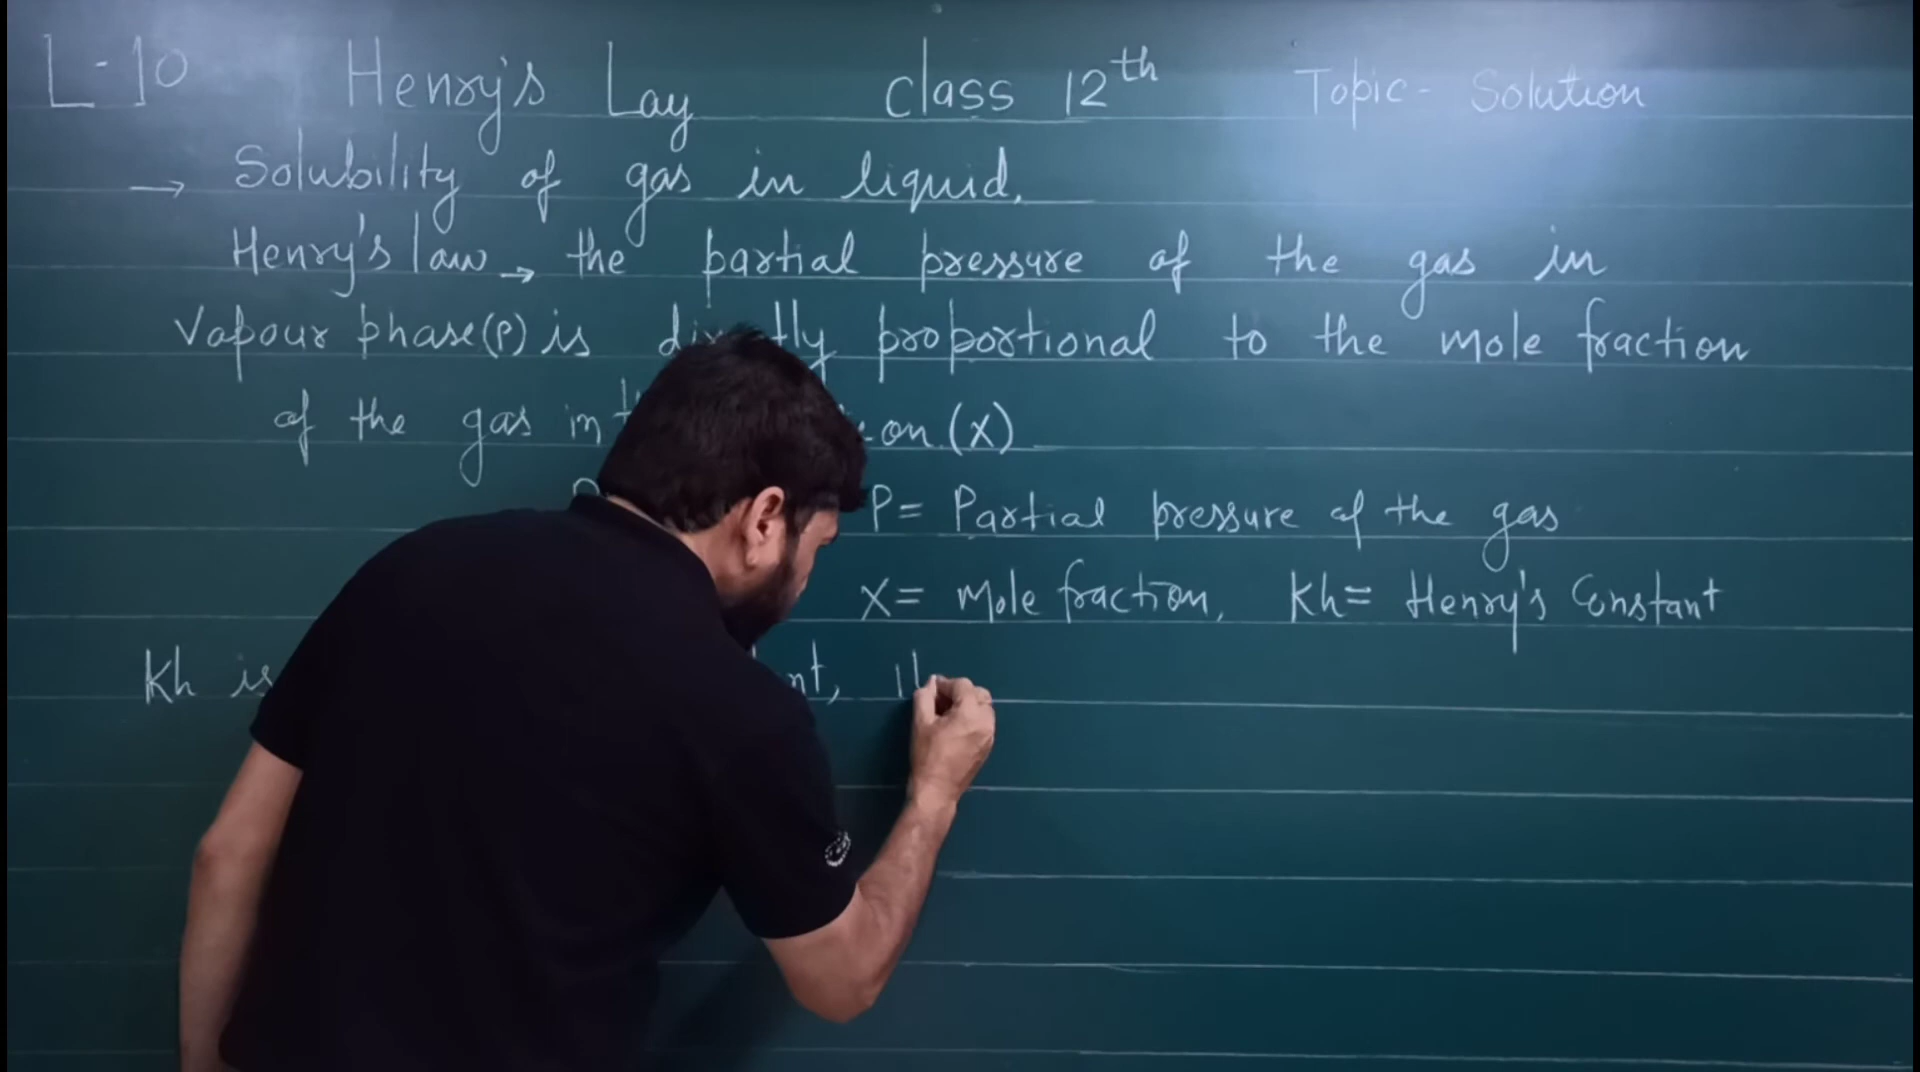 L-10 Henry's Lay class 12th Topic - Solution
→ Solubility of gas in liquid.
Henry's law → the partial pressure of the gas in
Vapour phase (P) is directly proportional to the mole fraction
of the gas in on (x)
P = Partial pressure of the gas
x = Mole fraction, Kh = Henry's Constant
Kh is nt,